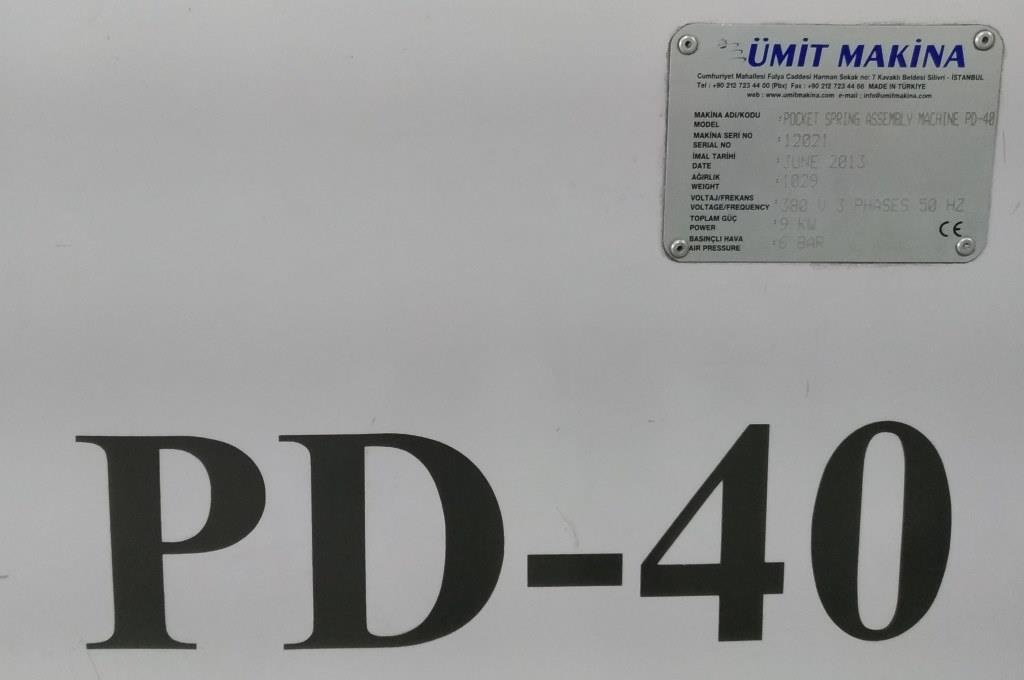 ÜMİT MAKİNA
Cumhuriyet Mahallesi Fulya Caddesi Harman Sokak no: 7 Kavaklı Beldesi Silivri - İSTANBUL
Tel : +90 212 723 44 00 (Pbx) Fax : +90 212 723 44 66 MADE IN TÜRKİYE
web : www.umitmakina.com e-mail : info@umitmakina.com
MAKİNA ADI/KODU
MODEL : POCKET SPRING ASSEMBLY MACHINE PD-40
MAKİNA SERI NO
SERIAL NO : 12021
İMAL TARİHİ
DATE : JUNE 2013
AĞIRLIK
WEIGHT : 1029
VOLTAJ/FREKANS
VOLTAGE/FREQUENCY : 380 V 3 PHASES 50 HZ
TOPLAM GÜÇ
POWER : 9 KW
BASINÇLI HAVA
AIR PRESSURE : 6 BAR
CE
PD-40